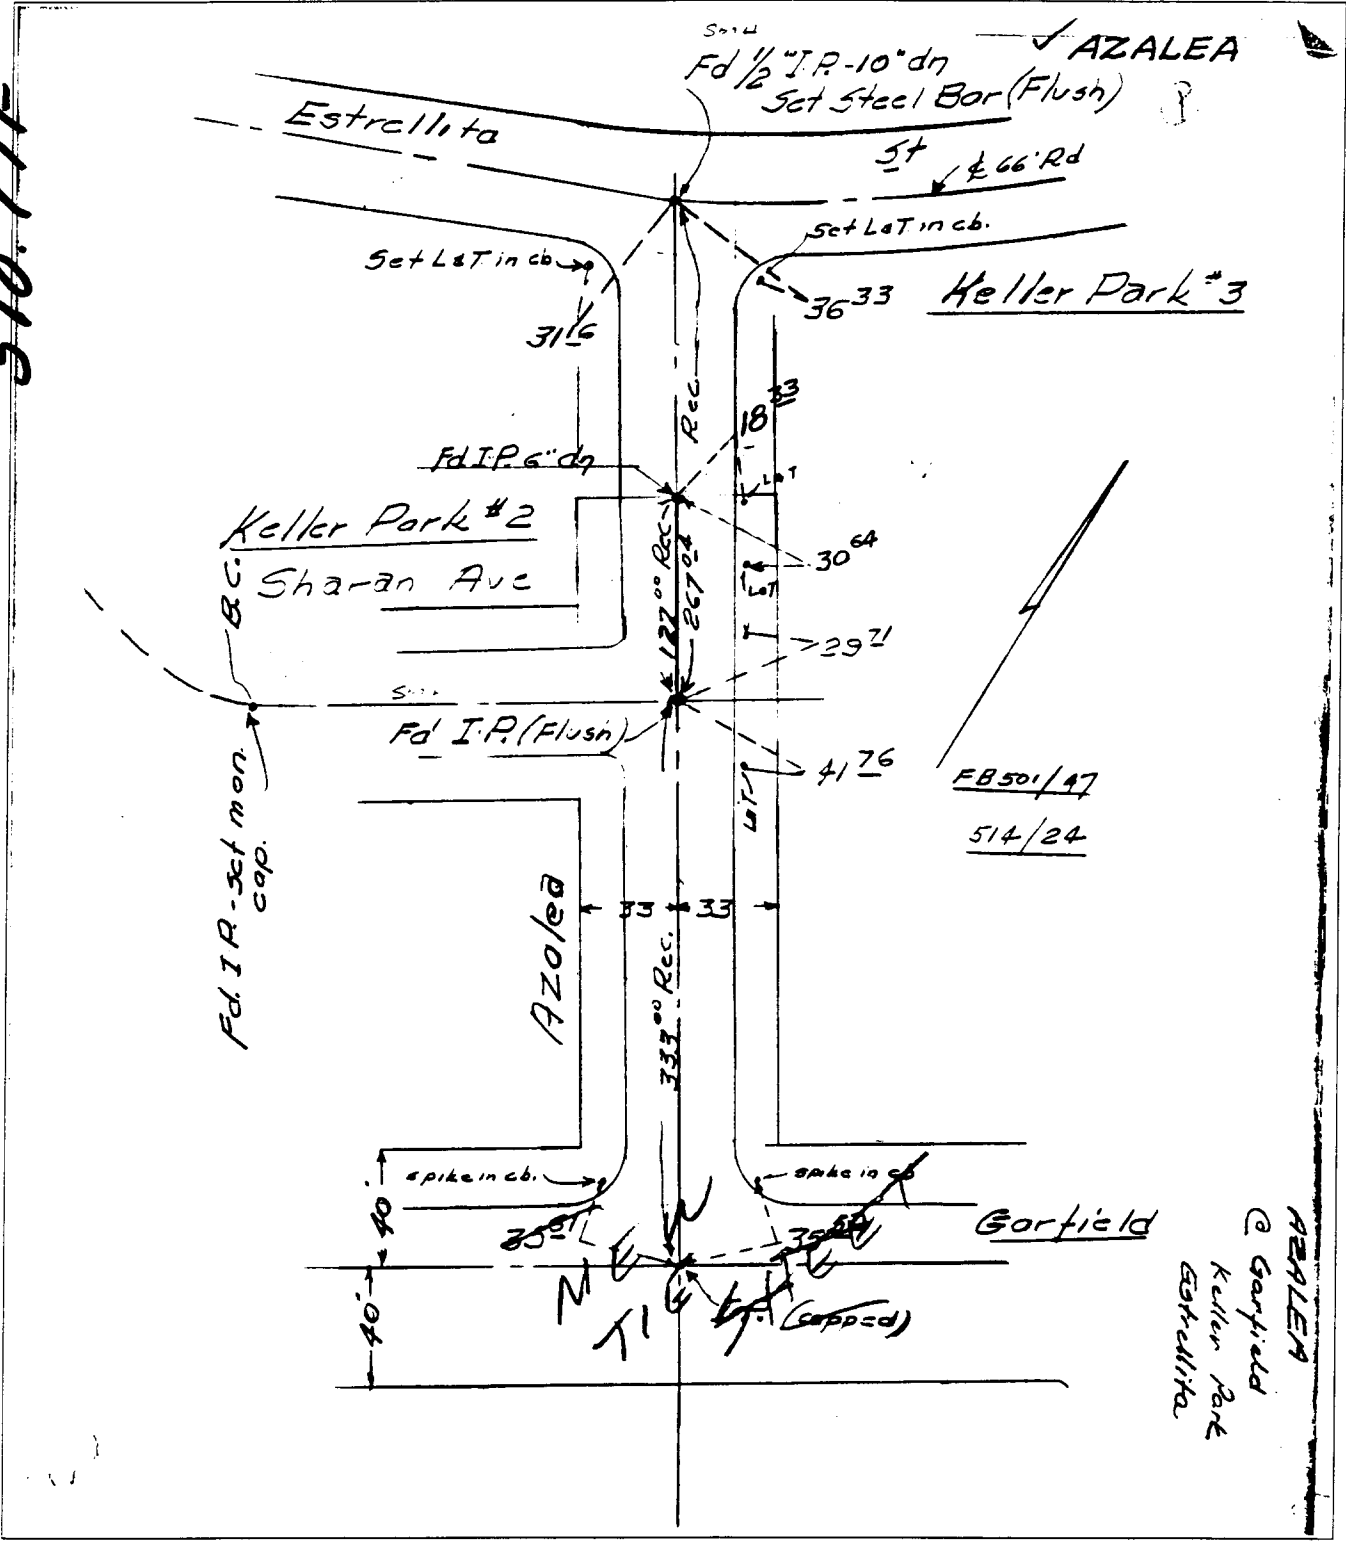 ✓ AZALEA
Fd 1/2" I.P. - 10" dn
Set Steel Bar (Flush)
Estrellita
St
℄ 66' Rd
Set L&T in cb.
Set L&T in cb
Keller Park #3
36 33
31 16
Rec.
18 33
Fd I.P. 6" dn
L&T
Keller Park #2
Sharan Ave
B.C.
127 00 Rec
267 04
30 64
L&T
29 71
Fd I.P. (Flush)
41 76
L&T
FB 501/47
514/24
Fd. I.P. - set mon.
cap.
Azalea
33 33
333 00 Rec.
spike in cb.
spike in cb
40'
40'
Garfield
(capped)
AZALEA
@ Garfield
Keller Park
Estrellita